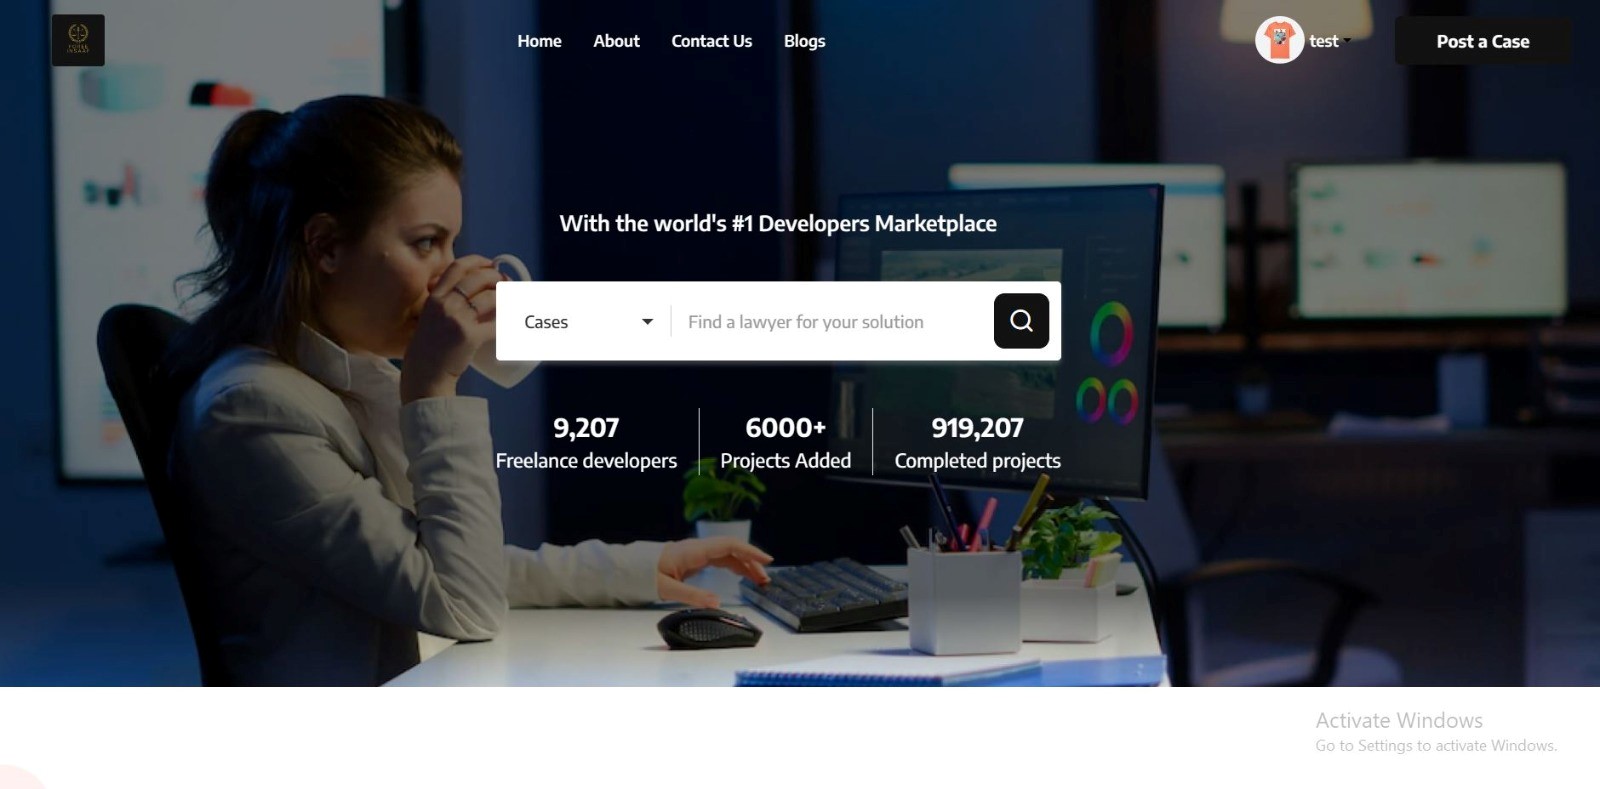 Home About Contact Us Blogs test Post a Case
With the world's #1 Developers Marketplace
Cases Find a lawyer for your solution
9,207 6000+ 919,207
Freelance developers Projects Added Completed projects
Activate Windows
Go to Settings to activate Windows.